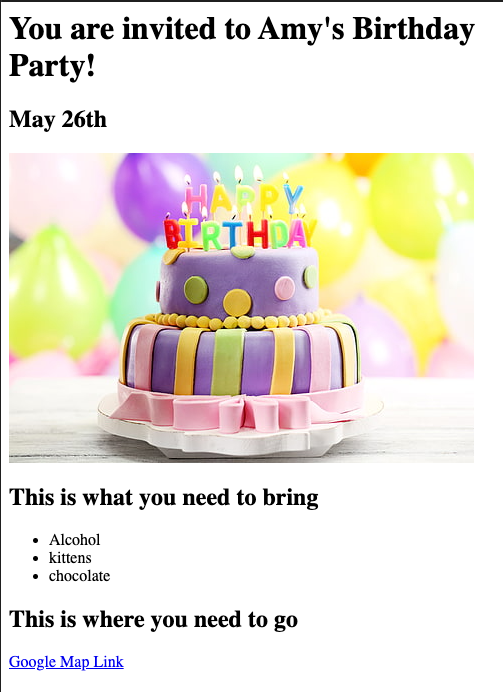 You are invited to Amy's Birthday
Party!
May 26th
HAPPY
BIRTHDAY
This is what you need to bring
Alcohol
kittens
chocolate
This is where you need to go
Google Map Link